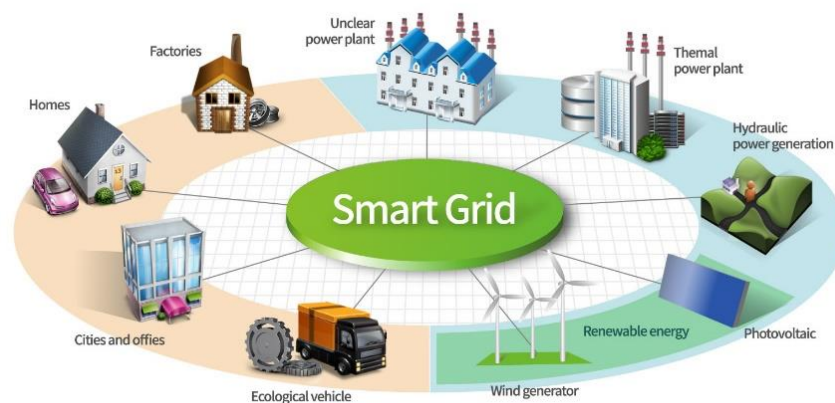 Unclear
power plant
Factories
Themal
power plant
Homes
Hydraulic
power generation
Smart Grid
Renewable energy
Photovoltaic
Cities and offies
Wind generator
Ecological vehicle